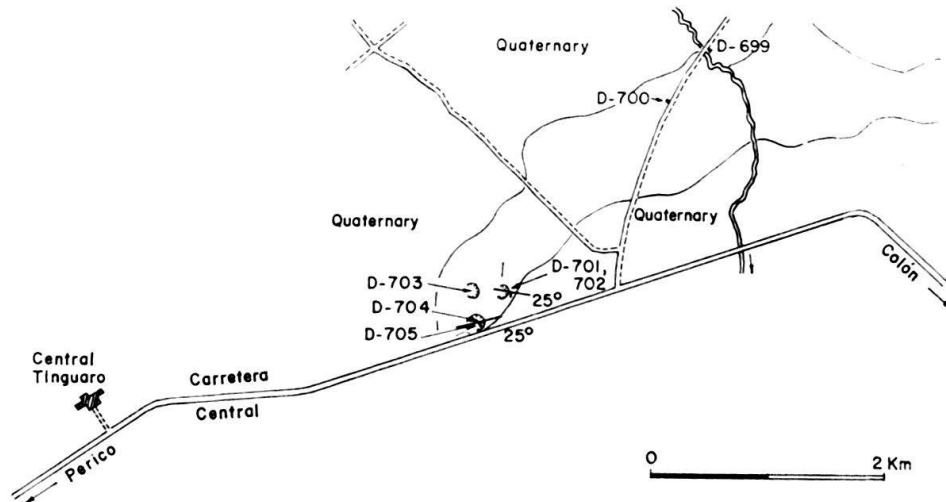 Quaternary
D-699
D-700
Quaternary
Quaternary
Colón
D-701,
702
D-703
25°
D-704
D-705
25°
Central
Tinguaro
Carretera
Central
Perico
0
2 Km